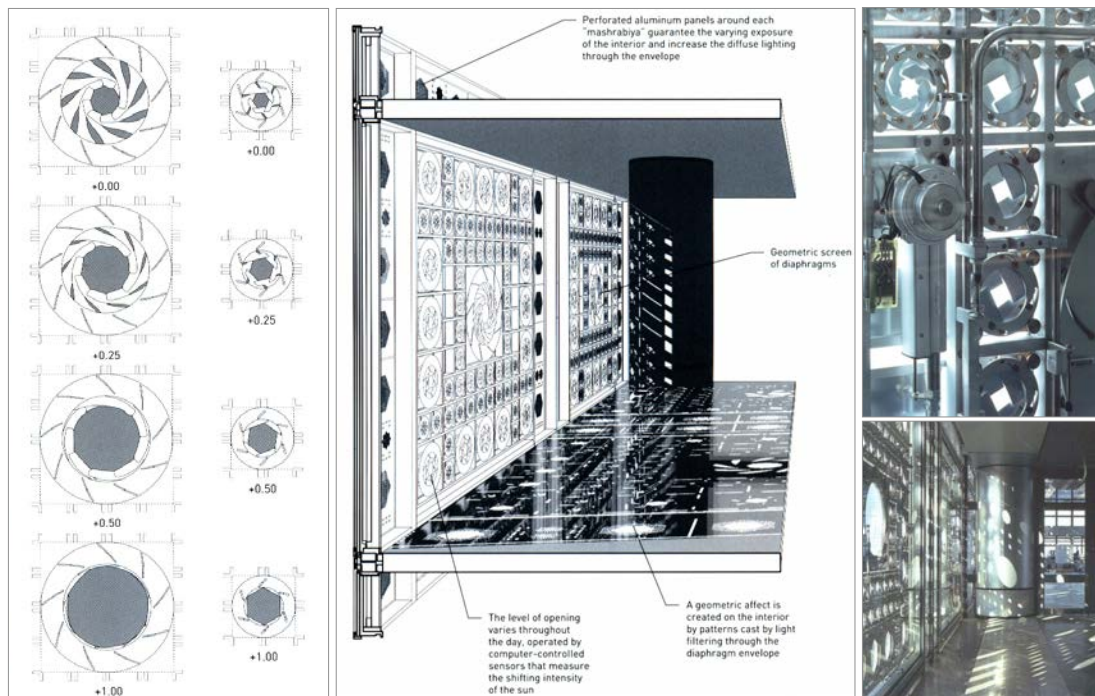 +0.00
+0.00
+0.25
+0.25
+0.50
+0.50
+1.00
+1.00
Perforated aluminum panels around each
"mashrabiya" guarantee the varying exposure
of the interior and increase the diffuse lighting
through the envelope
Geometric screen
of diaphragms
The level of opening
varies throughout
the day, operated by
computer-controlled
sensors that measure
the shifting intensity
of the sun
A geometric affect is
created on the interior
by patterns cast by light
filtering through the
diaphragm envelope